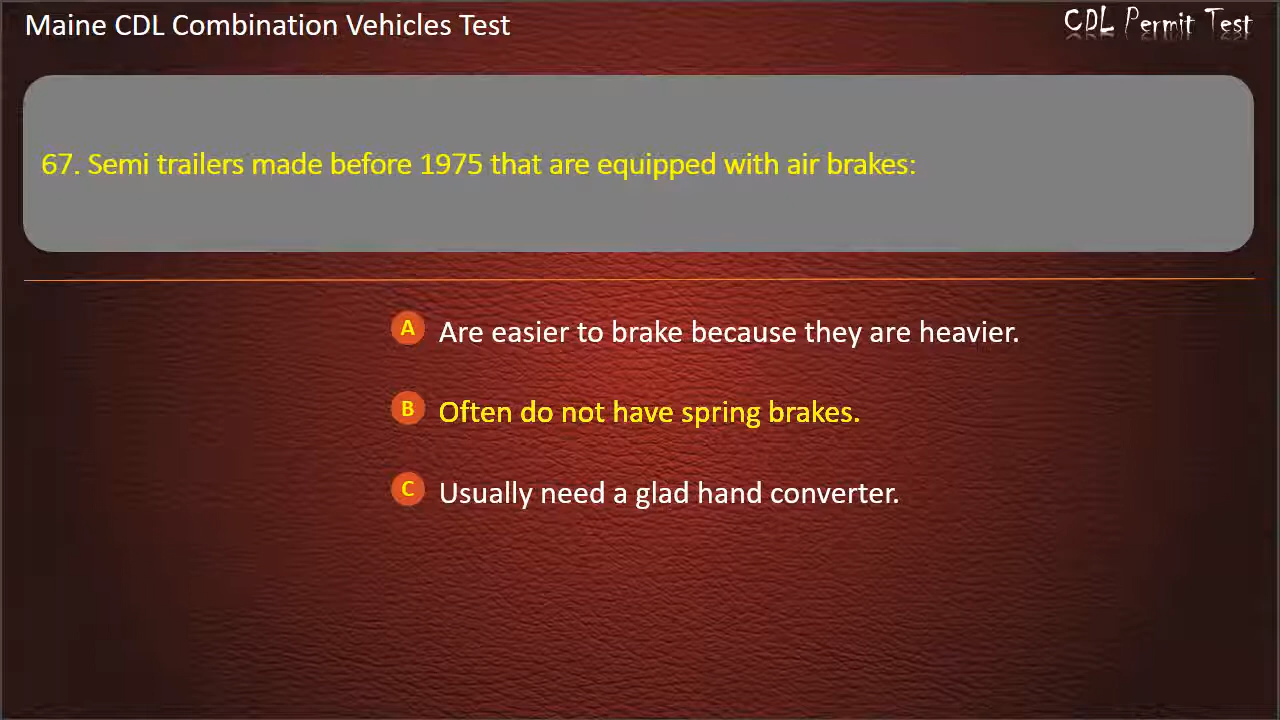 Maine CDL Combination Vehicles Test
CDL Permit Test
67. Semi trailers made before 1975 that are equipped with air brakes:
A Are easier to brake because they are heavier.
B Often do not have spring brakes.
C Usually need a glad hand converter.